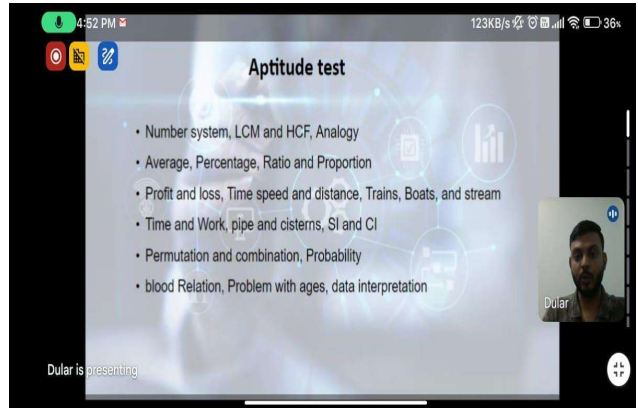 4:52 PM
123KB/s 36%
Aptitude test
• Number system, LCM and HCF, Analogy
• Average, Percentage, Ratio and Proportion
• Profit and loss, Time speed and distance, Trains, Boats, and stream
• Time and Work, pipe and cisterns, SI and CI
• Permutation and combination, Probability
• blood Relation, Problem with ages, data interpretation
Dular
Dular is presenting